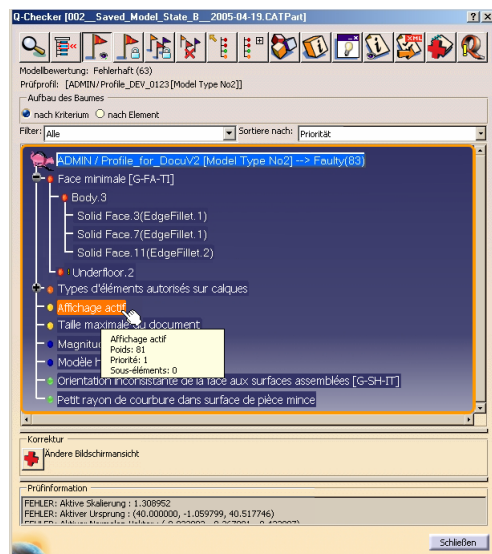 Q-Checker [002__Saved_Model_State_B__2005-04-19.CATPart]
Modelbewertung: Fehlerhaft (63)
Prüfprofil: [ADMIN/Profile_DEV_0123[Model Type No2]]
Aufbau des Baumes
nach Kriterium nach Element
Filter: Alle Sortiere nach: Priorität
ADMIN / Profile_for_DocuV2 [Model Type No2] --> Faulty(83)
Face minimale [G-FA-TI]
Body.3
Solid Face.3(EdgeFillet.1)
Solid Face.7(EdgeFillet.1)
Solid Face.11(EdgeFillet.2)
Underfloor.2
Types d'éléments autorisés sur calques
Affichage actif
Taille maximale du document
Affichage actif
Poids: 81
Priorité: 1
Sous-éléments: 0
Magnitu
Modèle h
Orientation inconsistante de la face aux surfaces assemblées [G-SH-IT]
Petit rayon de courbure dans surface de pièce mince
Korrektur
Ändere Bildschirmansicht
Prüfinformation
FEHLER: Aktive Skalierung : 1.308952
FEHLER: Aktiver Ursprung : (40.000000, -1.059799, 40.517746)
Schließen